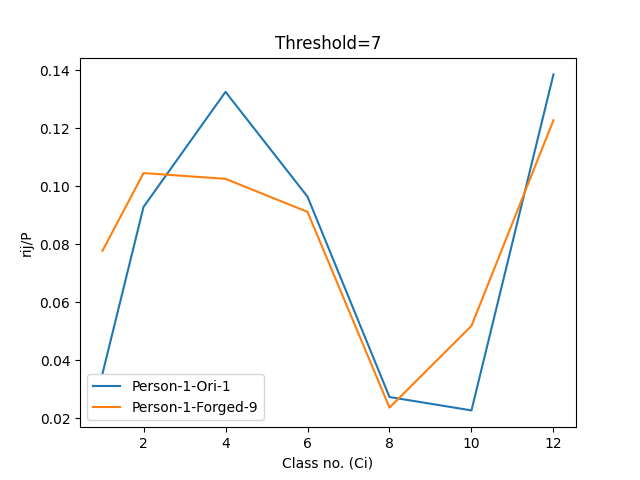 Threshold=7
0.14
0.12
0.10
0.08
0.06
0.04
0.02
rij/P
Person-1-Ori-1
Person-1-Forged-9
2 4 6 8 10 12
Class no. (Ci)